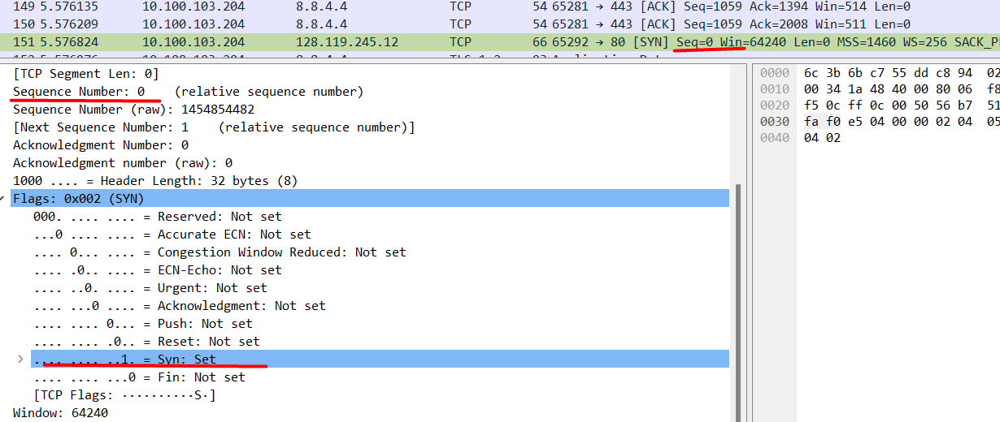 149 5.576135 10.100.103.204 8.8.4.4 TCP 54 65281 → 443 [ACK] Seq=1059 Ack=1394 Win=514 Len=0
150 5.576209 10.100.103.204 8.8.4.4 TCP 54 65281 → 443 [ACK] Seq=1059 Ack=2008 Win=511 Len=0
151 5.576824 10.100.103.204 128.119.245.12 TCP 66 65292 → 80 [SYN] Seq=0 Win=64240 Len=0 MSS=1460 WS=256 SACK_P
[TCP Segment Len: 0]
Sequence Number: 0 (relative sequence number)
Sequence Number (raw): 1454854482
[Next Sequence Number: 1 (relative sequence number)]
Acknowledgment Number: 0
Acknowledgment number (raw): 0
1000 .... = Header Length: 32 bytes (8)
Flags: 0x002 (SYN)
000. .... .... = Reserved: Not set
...0 .... .... = Accurate ECN: Not set
.... 0... .... = Congestion Window Reduced: Not set
.... .0.. .... = ECN-Echo: Not set
.... ..0. .... = Urgent: Not set
.... ...0 .... = Acknowledgment: Not set
.... .... 0... = Push: Not set
.... .... .0.. = Reset: Not set
.... .... ..1. = Syn: Set
.... .... ...0 = Fin: Not set
[TCP Flags: ··········S·]
Window: 64240
0000 6c 3b 6b c7 55 dd c8 94 02
0010 00 34 1a 48 40 00 80 06 f8
0020 f5 0c ff 0c 00 50 56 b7 51
0030 fa f0 e5 04 00 00 02 04 05
0040 04 02